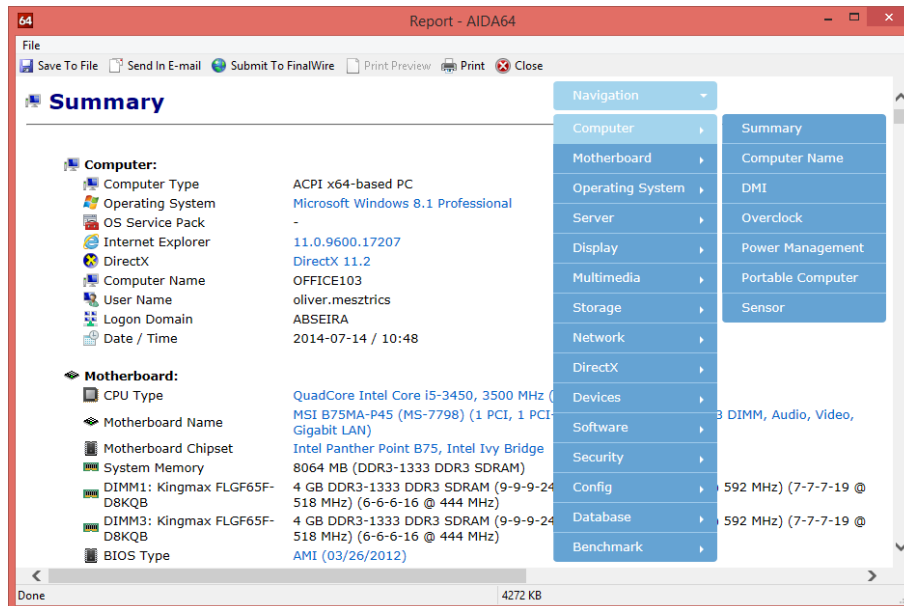 64 Report - AIDA64
File
Save To File Send In E-mail Submit To FinalWire Print Preview Print Close
Summary
Computer:
Computer Type ACPI x64-based PC
Operating System Microsoft Windows 8.1 Professional
OS Service Pack -
Internet Explorer 11.0.9600.17207
DirectX DirectX 11.2
Computer Name OFFICE103
User Name oliver.mesztrics
Logon Domain ABSEIRA
Date / Time 2014-07-14 / 10:48
Motherboard:
CPU Type QuadCore Intel Core i5-3450, 3500 MHz (
Motherboard Name MSI B75MA-P45 (MS-7798) (1 PCI, 1 PCI- 3 DIMM, Audio, Video,
Gigabit LAN)
Motherboard Chipset Intel Panther Point B75, Intel Ivy Bridge
System Memory 8064 MB (DDR3-1333 DDR3 SDRAM)
DIMM1: Kingmax FLGF65F- 4 GB DDR3-1333 DDR3 SDRAM (9-9-9-24 592 MHz) (7-7-7-19 @
D8KQB 518 MHz) (6-6-6-16 @ 444 MHz)
DIMM3: Kingmax FLGF65F- 4 GB DDR3-1333 DDR3 SDRAM (9-9-9-24 592 MHz) (7-7-7-19 @
D8KQB 518 MHz) (6-6-6-16 @ 444 MHz)
BIOS Type AMI (03/26/2012)
Navigation
Computer
Motherboard
Operating System
Server
Display
Multimedia
Storage
Network
DirectX
Devices
Software
Security
Config
Database
Benchmark
Summary
Computer Name
DMI
Overclock
Power Management
Portable Computer
Sensor
Done 4272 KB